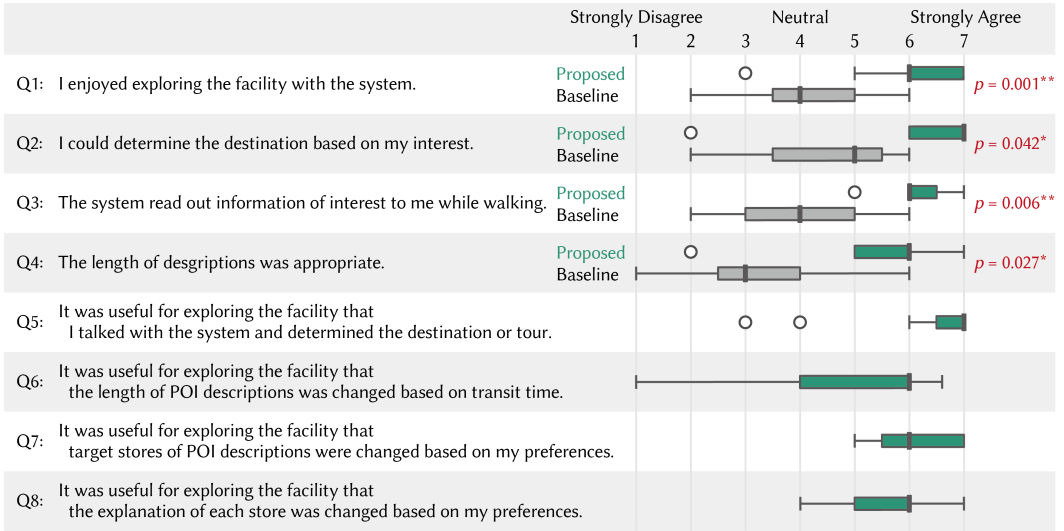 Strongly Disagree Neutral Strongly Agree
1 2 3 4 5 6 7
Q1: I enjoyed exploring the facility with the system.
Proposed
Baseline
p = 0.001**
Q2: I could determine the destination based on my interest.
Proposed
Baseline
p = 0.042*
Q3: The system read out information of interest to me while walking.
Proposed
Baseline
p = 0.006**
Q4: The length of desgriptions was appropriate.
Proposed
Baseline
p = 0.027*
Q5: It was useful for exploring the facility that
I talked with the system and determined the destination or tour.
Q6: It was useful for exploring the facility that
the length of POI descriptions was changed based on transit time.
Q7: It was useful for exploring the facility that
target stores of POI descriptions were changed based on my preferences.
Q8: It was useful for exploring the facility that
the explanation of each store was changed based on my preferences.